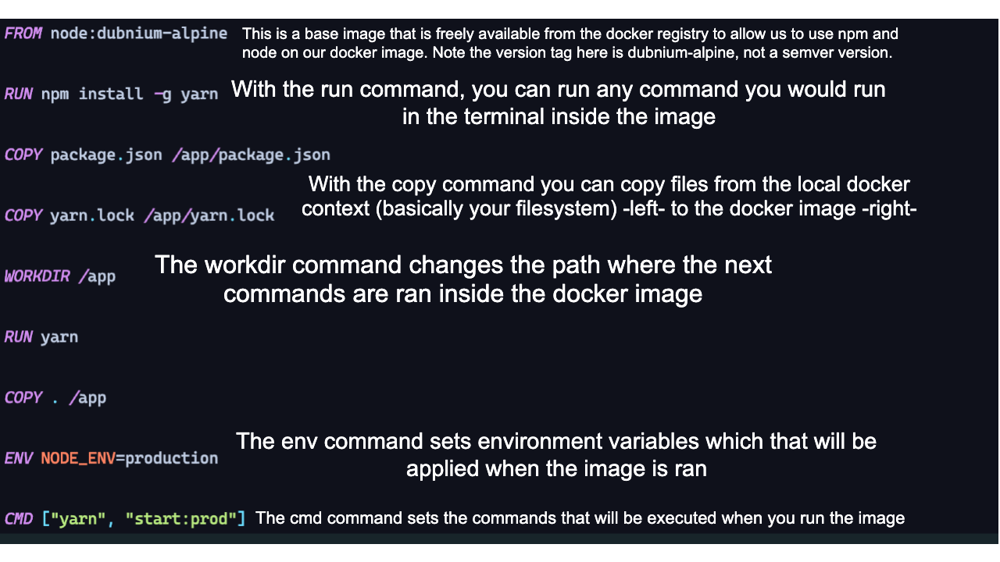 FROM node:dubnium-alpine
This is a base image that is freely available from the docker registry to allow us to use npm and
node on our docker image. Note the version tag here is dubnium-alpine, not a semver version.
RUN npm install -g yarn
With the run command, you can run any command you would run
in the terminal inside the image
COPY package.json /app/package.json
With the copy command you can copy files from the local docker
context (basically your filesystem) -left- to the docker image -right-
COPY yarn.lock /app/yarn.lock
WORKDIR /app
The workdir command changes the path where the next
commands are ran inside the docker image
RUN yarn
COPY . /app
ENV NODE_ENV=production
The env command sets environment variables which that will be
applied when the image is ran
CMD ["yarn", "start:prod"]
The cmd command sets the commands that will be executed when you run the image